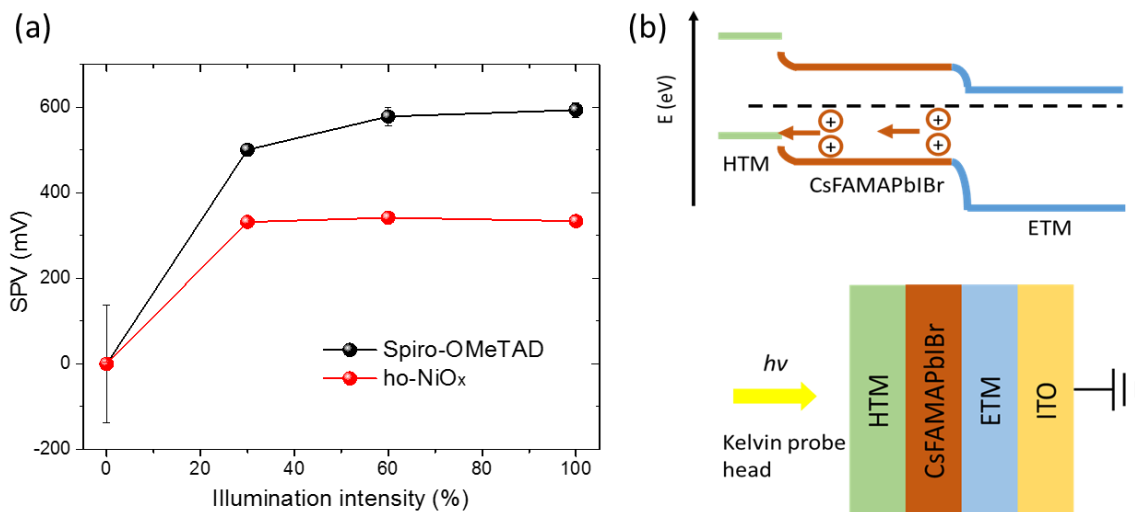 (a)
600
400
200
0
-200
SPV (mV)
Spiro-OMeTAD
ho-NiOx
0 20 40 60 80 100
Illumination intensity (%)
(b)
E (eV)
+ +
+ +
HTM
CsFAMAPbIBr
ETM
hν
Kelvin probe
head
HTM
CsFAMAPbIBr
ETM
ITO